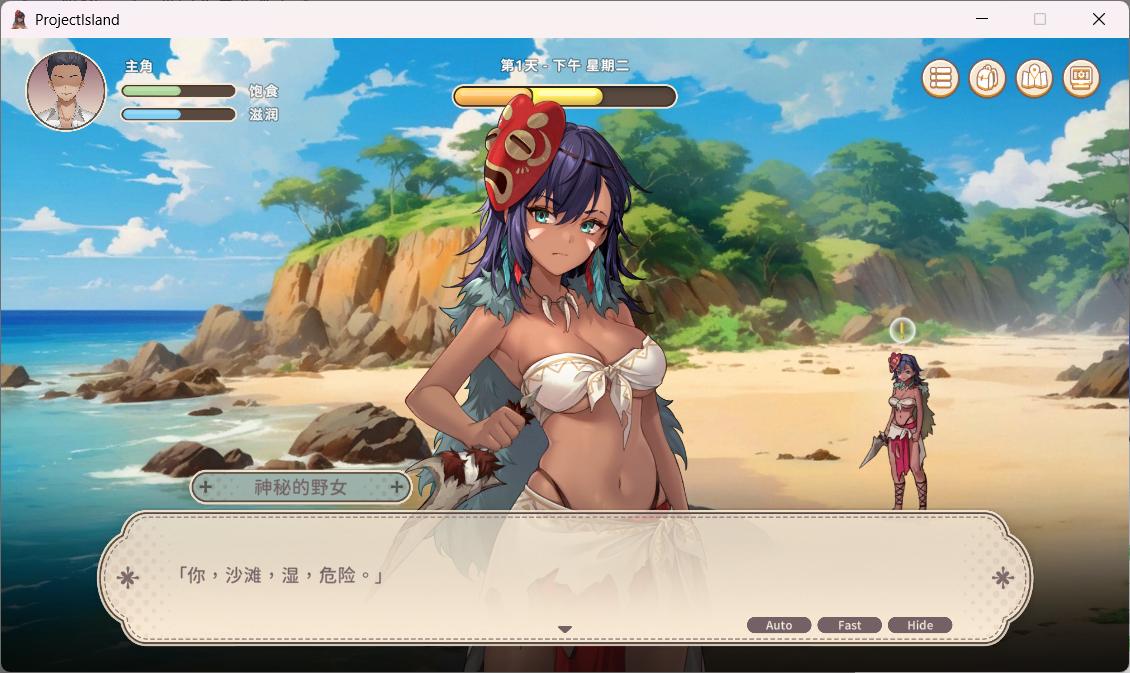 ProjectIsland
主角
第1天 - 下午 星期二
饱食
滋润
神秘的野女
「你，沙滩，湿，危险。」
Auto
Fast
Hide